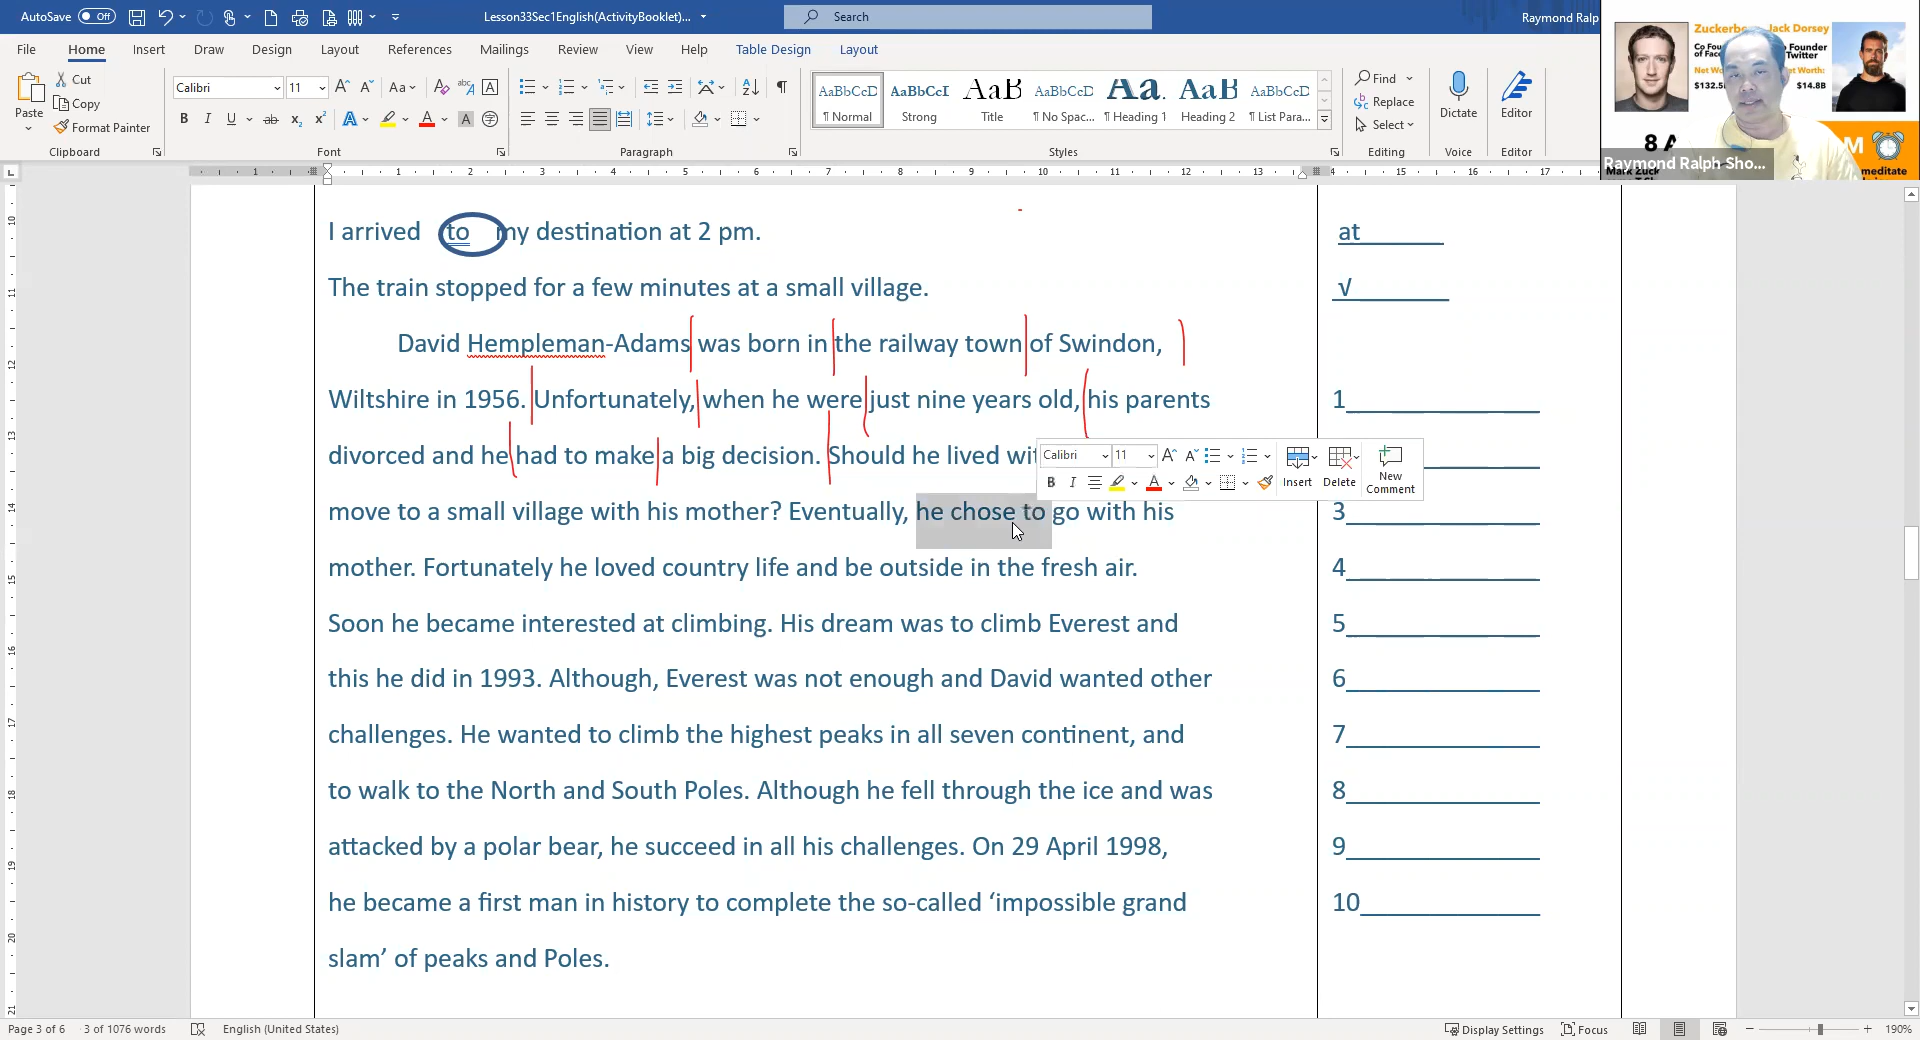 AutoSave Off Lesson33Sec1English(ActivityBooklet)... Search Raymond Ralp
File Home Insert Draw Design Layout References Mailings Review View Help Table Design Layout
Paste Cut Copy Format Painter
Clipboard
Calibri 11
Font
Paragraph
AaBbCcD AaBbCcI AaB AaBbCcD Aa. AaB AaBbCcD
¶ Normal Strong Title ¶ No Spac... ¶ Heading 1 Heading 2 ¶ List Para...
Styles
Find
Replace
Select
Editing
Dictate
Voice
Editor
Editor
Jack Dorsey
Founder
Twitter
Net Worth:
$14.8B
Raymond Ralph Sho...
meditate
I arrived to my destination at 2 pm. at
The train stopped for a few minutes at a small village. √
David Hempleman-Adams was born in the railway town of Swindon,
Wiltshire in 1956. Unfortunately, when he were just nine years old, his parents 1
divorced and he had to make a big decision. Should he lived
Calibri 11
Insert Delete New Comment
move to a small village with his mother? Eventually, he chose to go with his 3
mother. Fortunately he loved country life and be outside in the fresh air. 4
Soon he became interested at climbing. His dream was to climb Everest and 5
this he did in 1993. Although, Everest was not enough and David wanted other 6
challenges. He wanted to climb the highest peaks in all seven continent, and 7
to walk to the North and South Poles. Although he fell through the ice and was 8
attacked by a polar bear, he succeed in all his challenges. On 29 April 1998, 9
he became a first man in history to complete the so-called ‘impossible grand 10
slam’ of peaks and Poles.
Page 3 of 6 3 of 1076 words English (United States) Display Settings Focus 190%